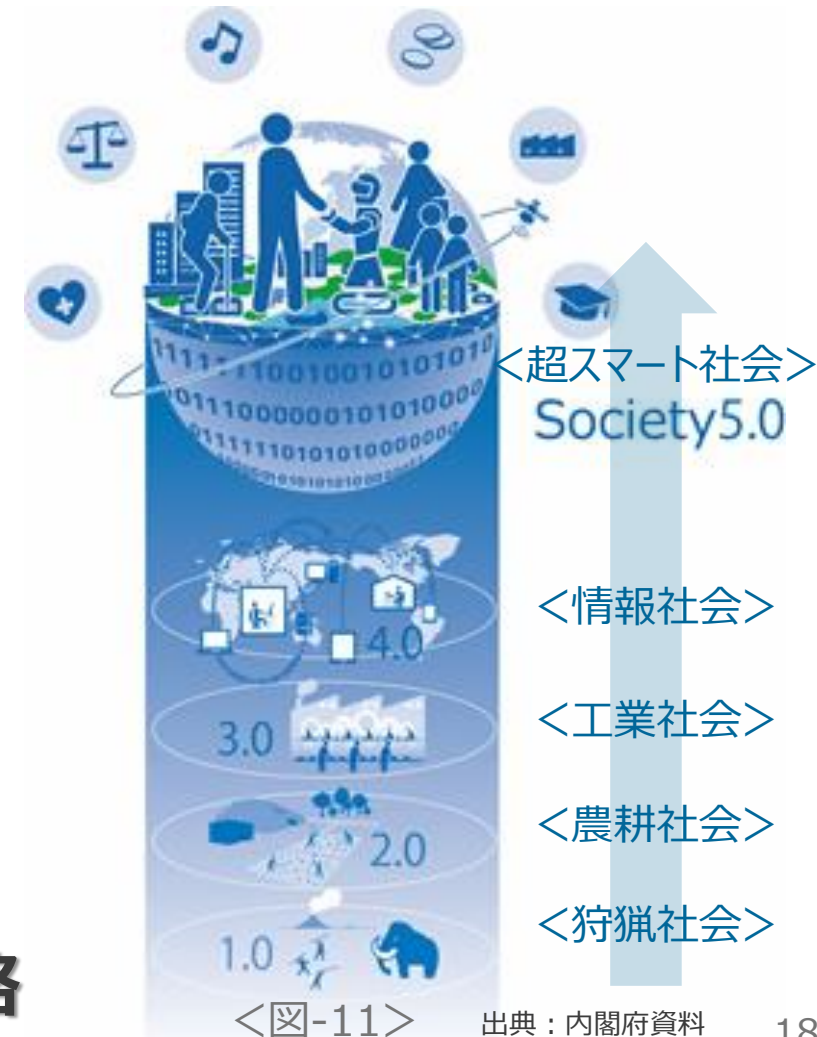 <超スマート社会>
Society5.0
<情報社会>
4.0
<工業社会>
3.0
<農耕社会>
2.0
<狩猟社会>
1.0
<図-11>
出典：内閣府資料
18